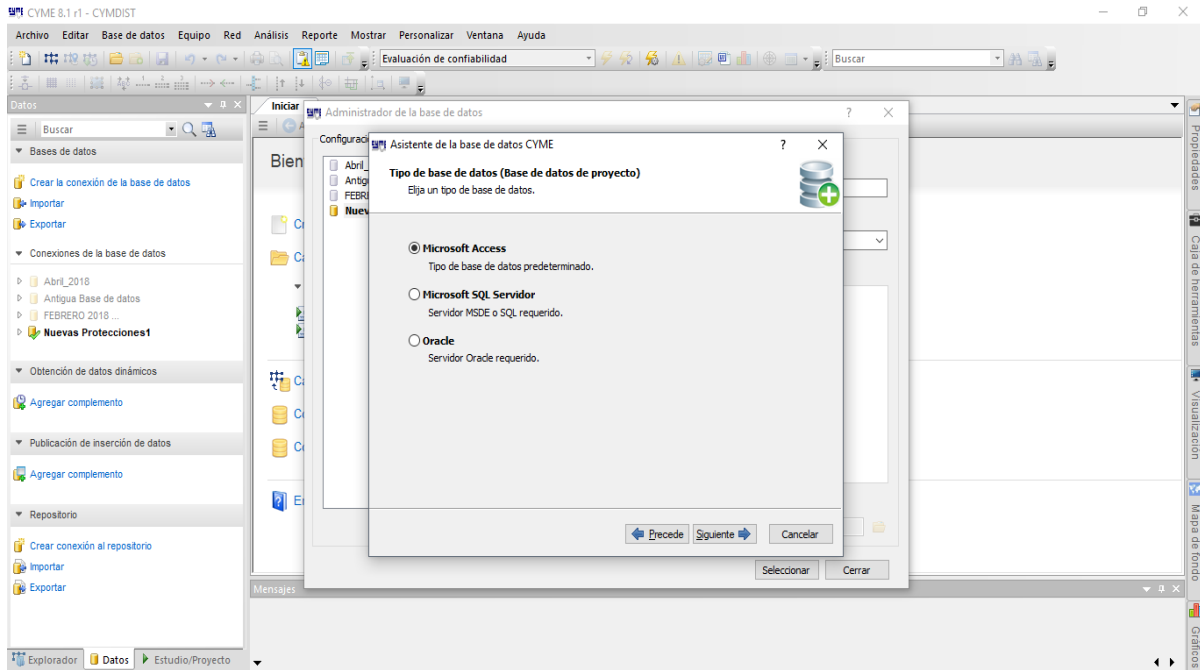 CYME 8.1 r1 - CYMDIST
Archivo Editar Base de datos Equipo Red Análisis Reporte Mostrar Personalizar Ventana Ayuda
Evaluación de confiabilidad
Buscar
Datos
Buscar
Bases de datos
Crear la conexión de la base de datos
Importar
Exportar
Conexiones de la base de datos
Abril_2018
Antigua Base de datos
FEBRERO 2018 ...
Nuevas Protecciones1
Obtención de datos dinámicos
Agregar complemento
Publicación de inserción de datos
Agregar complemento
Repositorio
Crear conexión al repositorio
Importar
Exportar
Explorador Datos Estudio/Proyecto
Iniciar
Bien
Administrador de la base de datos
Configuraci
Abril_
Antig
FEBRI
Nuev
Asistente de la base de datos CYME
Tipo de base de datos (Base de datos de proyecto)
Elija un tipo de base de datos.
Microsoft Access
Tipo de base de datos predeterminado.
Microsoft SQL Servidor
Servidor MSDE o SQL requerido.
Oracle
Servidor Oracle requerido.
Precede Siguiente Cancelar
Seleccionar Cerrar
Mensajes
Propiedades
Caja de herramientas
Visualización
Mapa de fondo
Gráficos